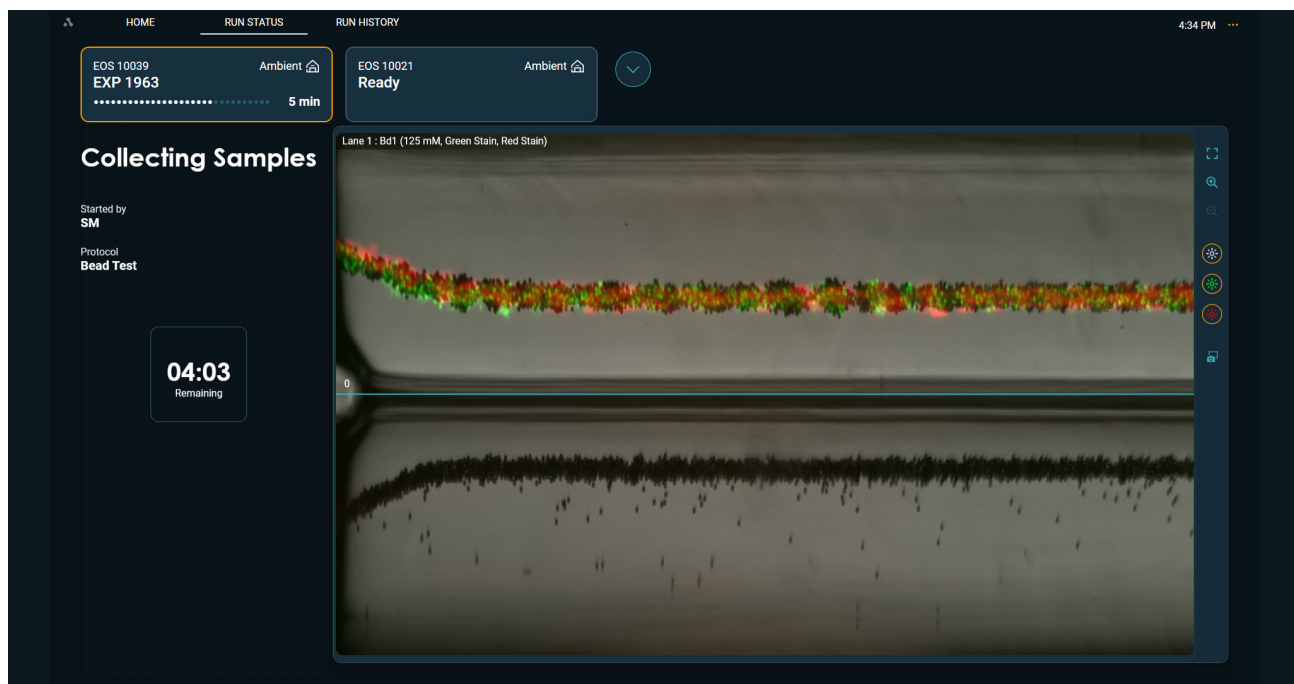 HOME
RUN STATUS
RUN HISTORY
4:34 PM
EOS 10039
Ambient
EXP 1963
5 min
EOS 10021
Ambient
Ready
Collecting Samples
Started by
SM
Protocol
Bead Test
04:03
Remaining
Lane 1 : Bd1 (125 mM, Green Stain, Red Stain)
0